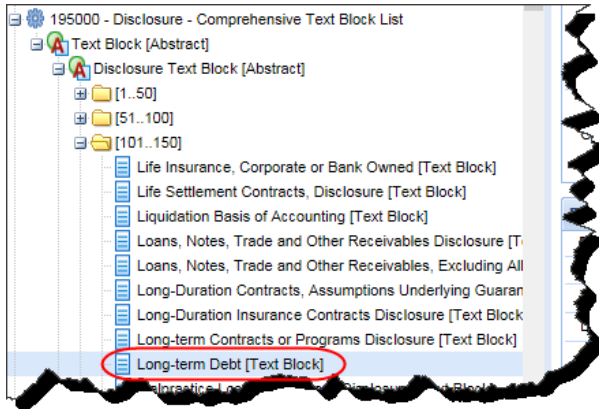 195000 - Disclosure - Comprehensive Text Block List
Text Block [Abstract]
Disclosure Text Block [Abstract]
[1..50]
[51..100]
[101..150]
Life Insurance, Corporate or Bank Owned [Text Block]
Life Settlement Contracts, Disclosure [Text Block]
Liquidation Basis of Accounting [Text Block]
Loans, Notes, Trade and Other Receivables Disclosure [T
Loans, Notes, Trade and Other Receivables, Excluding All
Long-Duration Contracts, Assumptions Underlying Guaran
Long-Duration Insurance Contracts Disclosure [Text Block
Long-term Contracts or Programs Disclosure [Text Block]
Long-term Debt [Text Block]